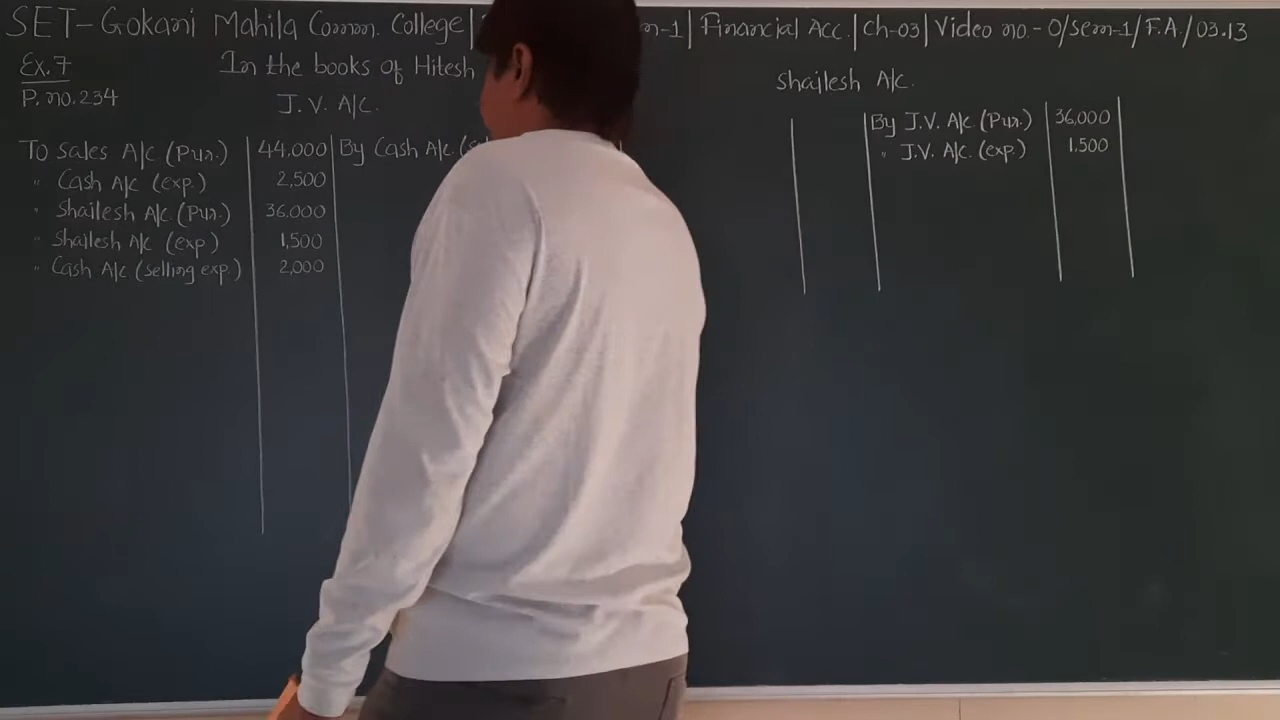 SET-Gokani Mahila Comm. College | n-1 | Financial Acc. | Ch-03 | Video no.- 0/sem-1/F.A./03.13
Ex.7
P. no.234
In the books of Hitesh
J.V. A/c.
To Sales A/c (Pur.) 44,000 By Cash A/c.
" Cash A/c (exp.) 2,500
" Shailesh A/c. (Pur.) 36.000
" Shailesh A/c (exp) 1,500
" Cash A/c (selling exp.) 2,000
Shailesh A/c.
By J.V. A/c (Pur.) 36,000
" J.V. A/c. (exp) 1.500